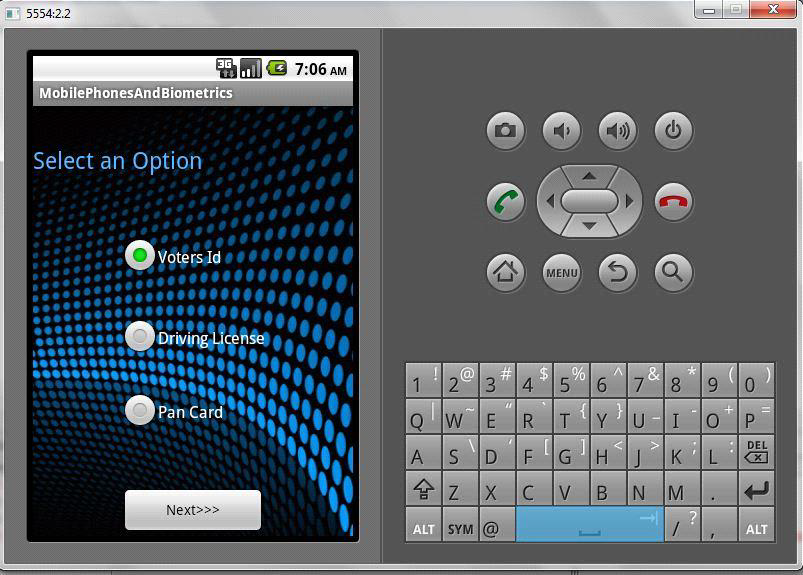 5554:2.2
3G 7:06 AM
MobilePhonesAndBiometrics
Select an Option
Voters Id
Driving License
Pan Card
Next>>>
MENU
1 ! 2 @ 3 # 4 $ 5 % 6 ^ 7 & 8 * 9 ( 0 )
Q | W ~ E “ R ` T { Y } U _ I - O + P =
A S \ D ‘ F [ G ] H < J > K ; L : DEL
Z X C V B N M .
ALT SYM @ / ? , ALT